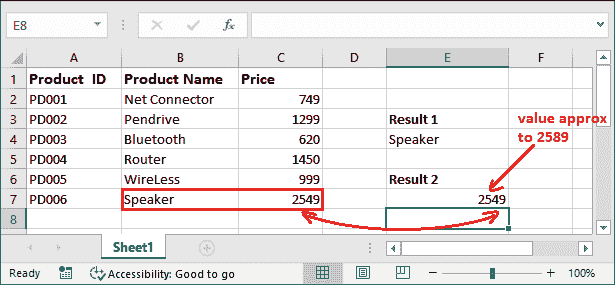 E8
fx
A B C D E F
1 Product ID Product Name Price
2 PD001 Net Connector 749
3 PD002 Pendrive 1299 Result 1
value approx
to 2589
4 PD003 Bluetooth 620 Speaker
5 PD004 Router 1450
6 PD005 WireLess 999 Result 2
7 PD006 Speaker 2549 2549
8
Sheet1
Ready Accessibility: Good to go 100%